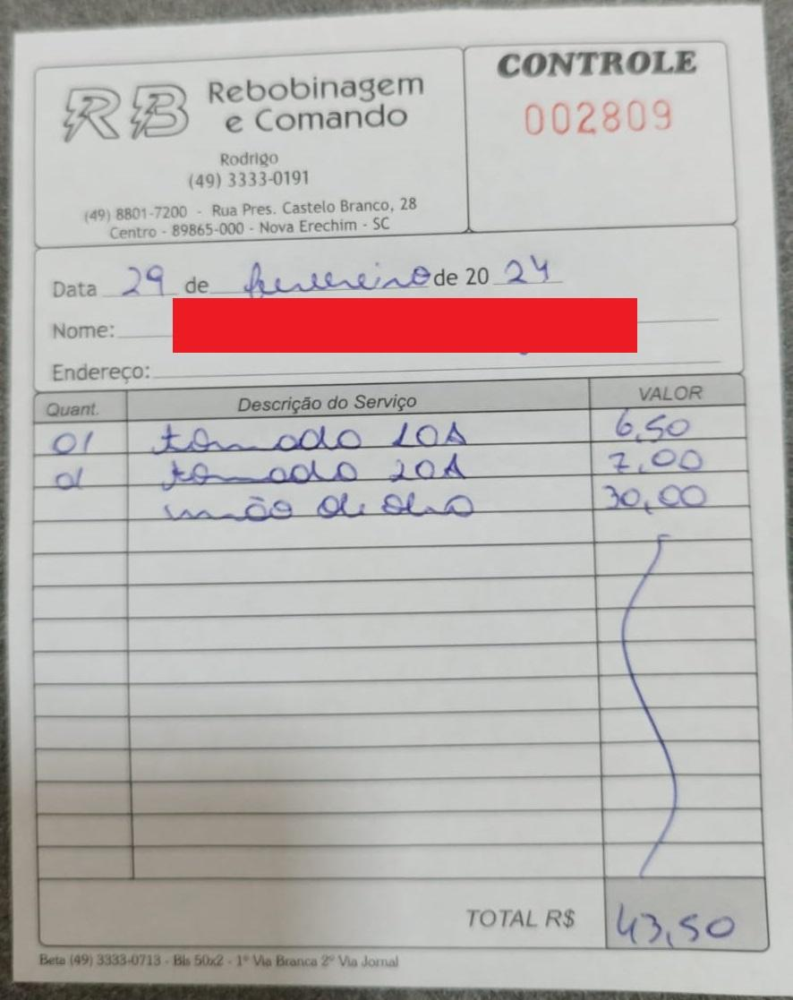 RB Rebobinagem
e Comando
Rodrigo
(49) 3333-0191
(49) 8801-7200 - Rua Pres. Castelo Branco, 28
Centro - 89865-000 - Nova Erechim - SC
CONTROLE
002809
Data 29 de fevereiro de 20 24
Nome:
Endereço:
Quant. Descrição do Serviço VALOR
01 tomada 10A 6,50
01 tomada 20A 7,00
mão de obra 30,00
TOTAL R$ 43,50
Beta (49) 3333-0713 - Bls 50x2 - 1º Via Branca 2º Via Jornal